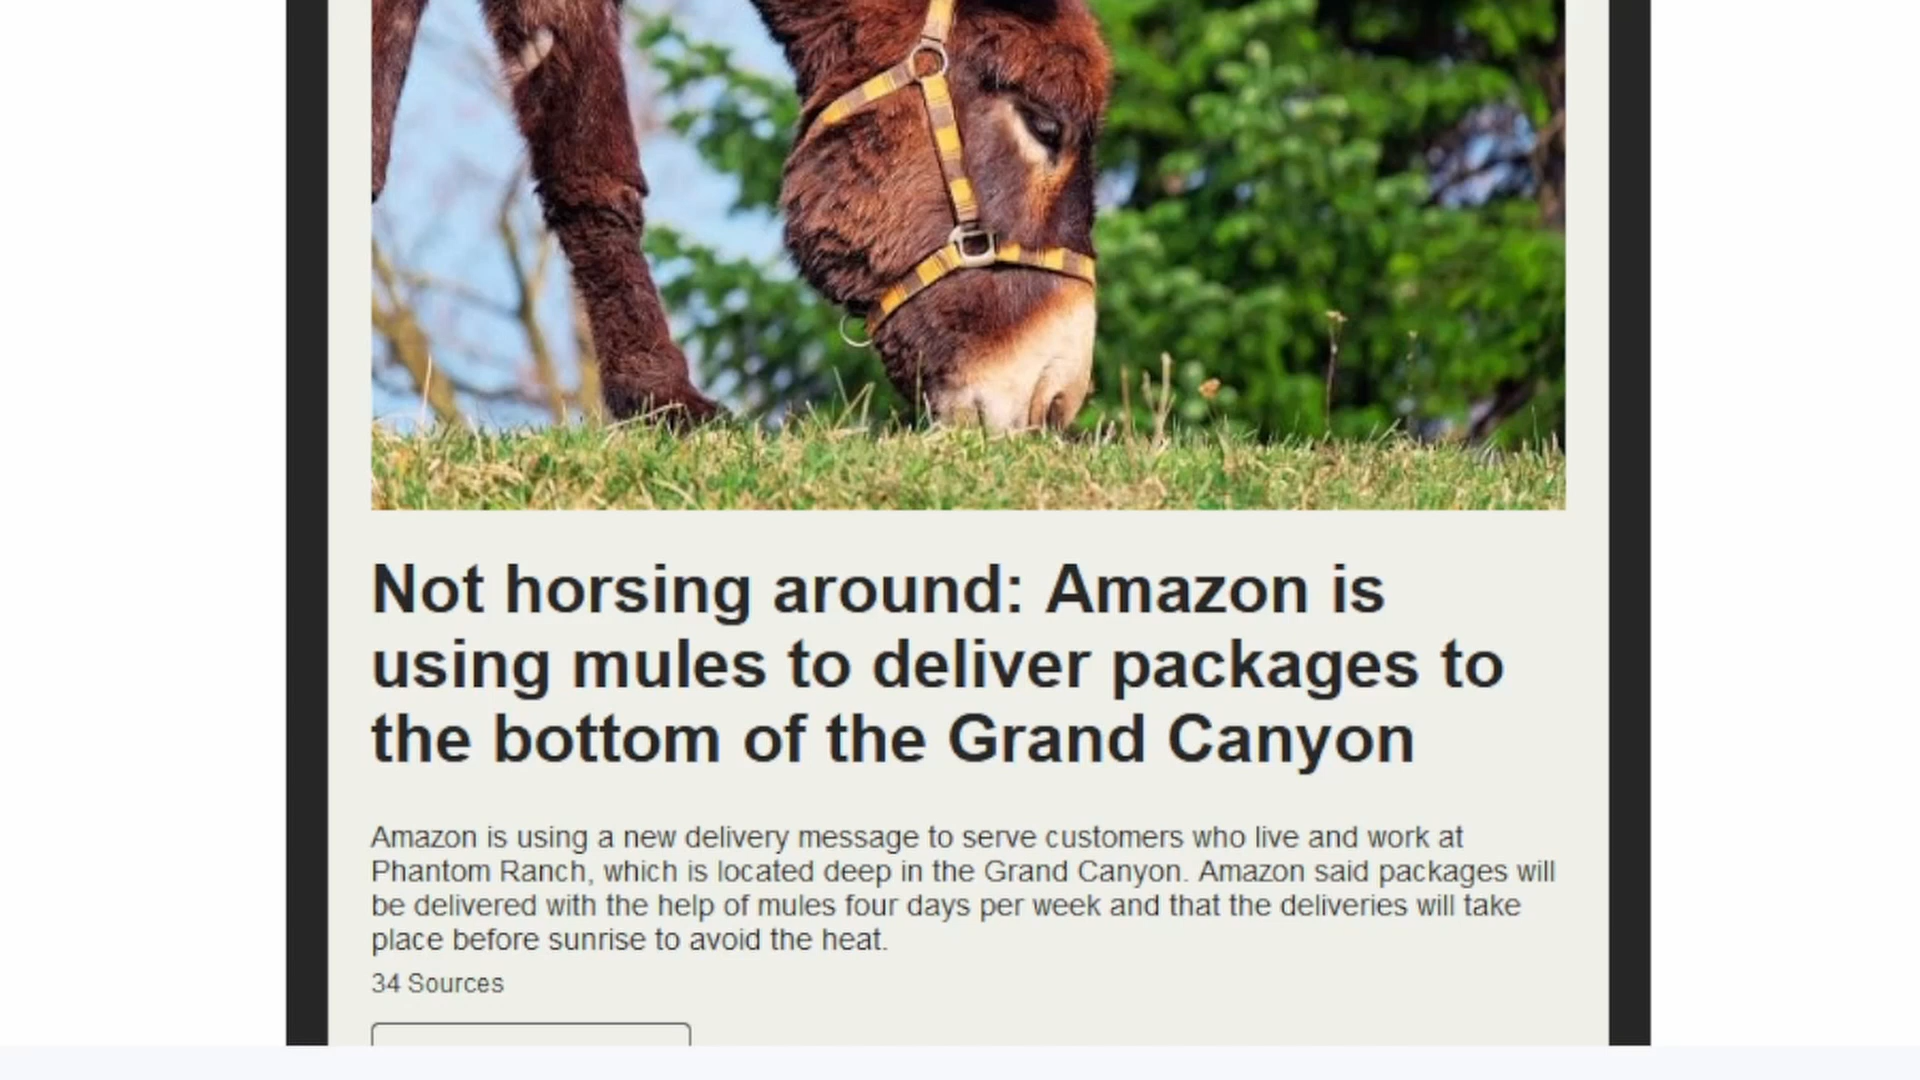 Not horsing around: Amazon is
using mules to deliver packages to
the bottom of the Grand Canyon
Amazon is using a new delivery message to serve customers who live and work at
Phantom Ranch, which is located deep in the Grand Canyon. Amazon said packages will
be delivered with the help of mules four days per week and that the deliveries will take
place before sunrise to avoid the heat.
34 Sources